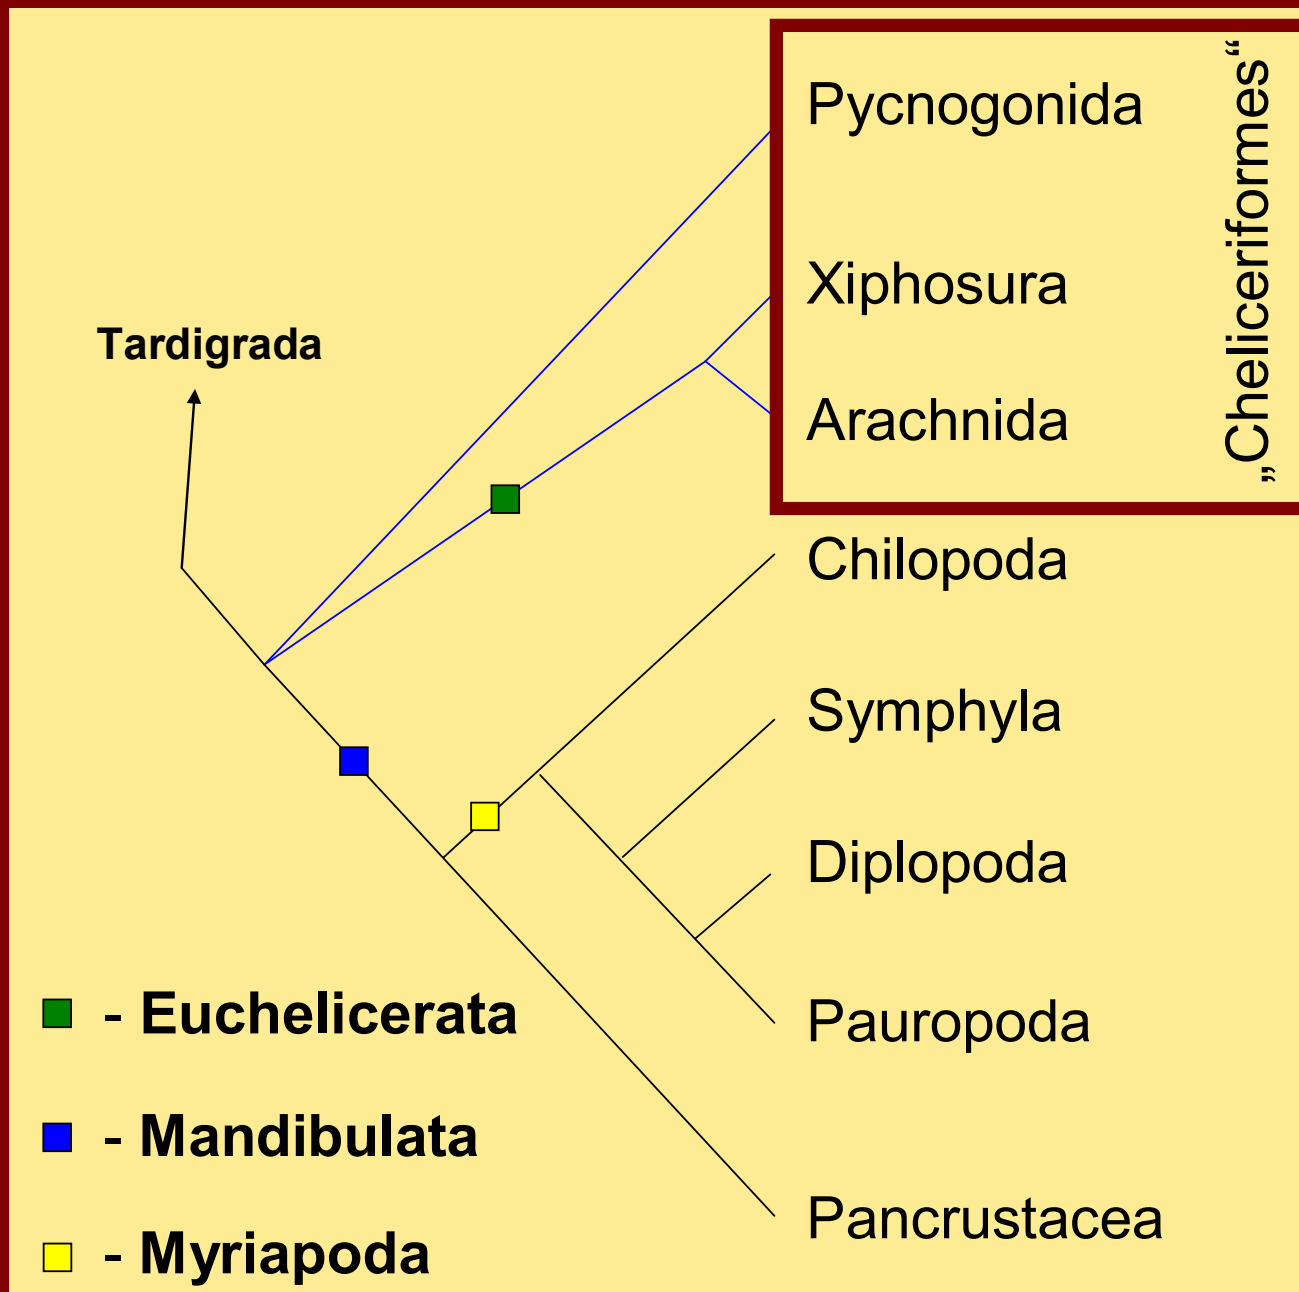 Pycnogonida
„Cheliceriformes“
Xiphosura
Tardigrada
Arachnida
Chilopoda
Symphyla
Diplopoda
- Euchelicerata
Pauropoda
- Mandibulata
Pancrustacea
- Myriapoda